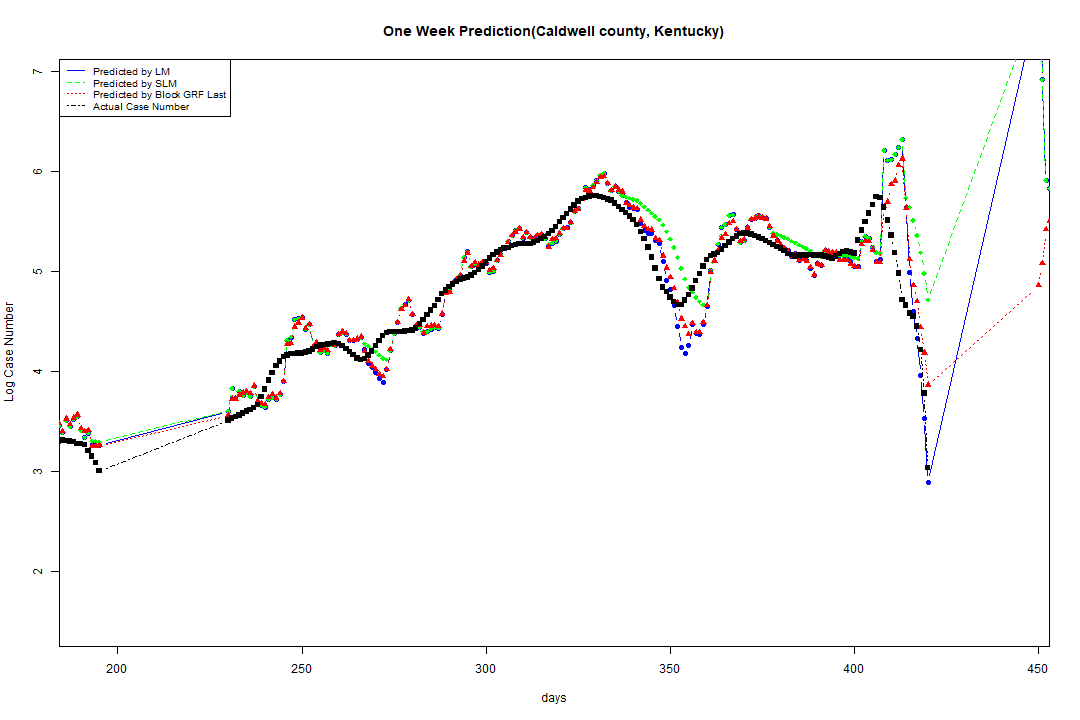 One Week Prediction(Caldwell county, Kentucky)
Predicted by LM
Predicted by SLM
Predicted by Block GRF Last
Actual Case Number
7
6
5
4
3
2
Log Case Number
200 250 300 350 400 450
days